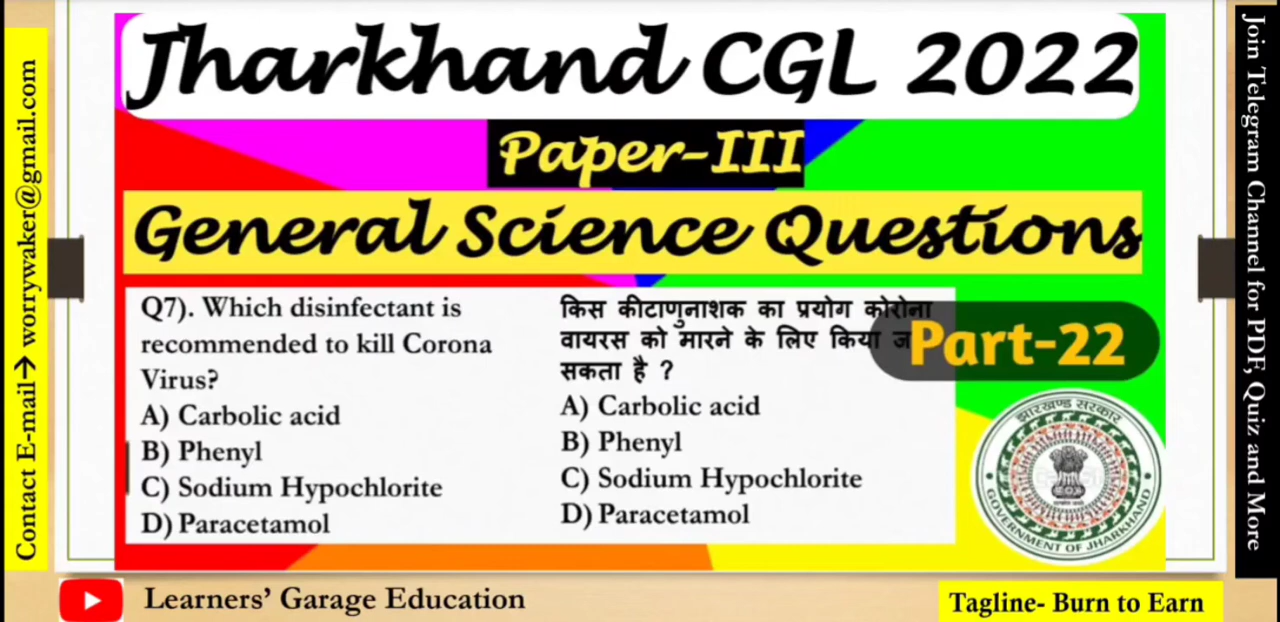 Jharkhand CGL 2022
Paper-III
General Science Questions
Q7). Which disinfectant is
recommended to kill Corona
Virus?
A) Carbolic acid
B) Phenyl
C) Sodium Hypochlorite
D) Paracetamol
किस कीटाणुनाशक का प्रयोग कोरोना
वायरस को मारने के लिए किया
सकता है ?
A) Carbolic acid
B) Phenyl
C) Sodium Hypochlorite
D) Paracetamol
Part-22
झारखण्ड सरकार
GOVERNMENT OF JHARKHAND
Contact E-mail→ worrywaker@gmail.com
Join Telegram Channel for PDF, Quiz and More
Learners' Garage Education
Tagline- Burn to Earn